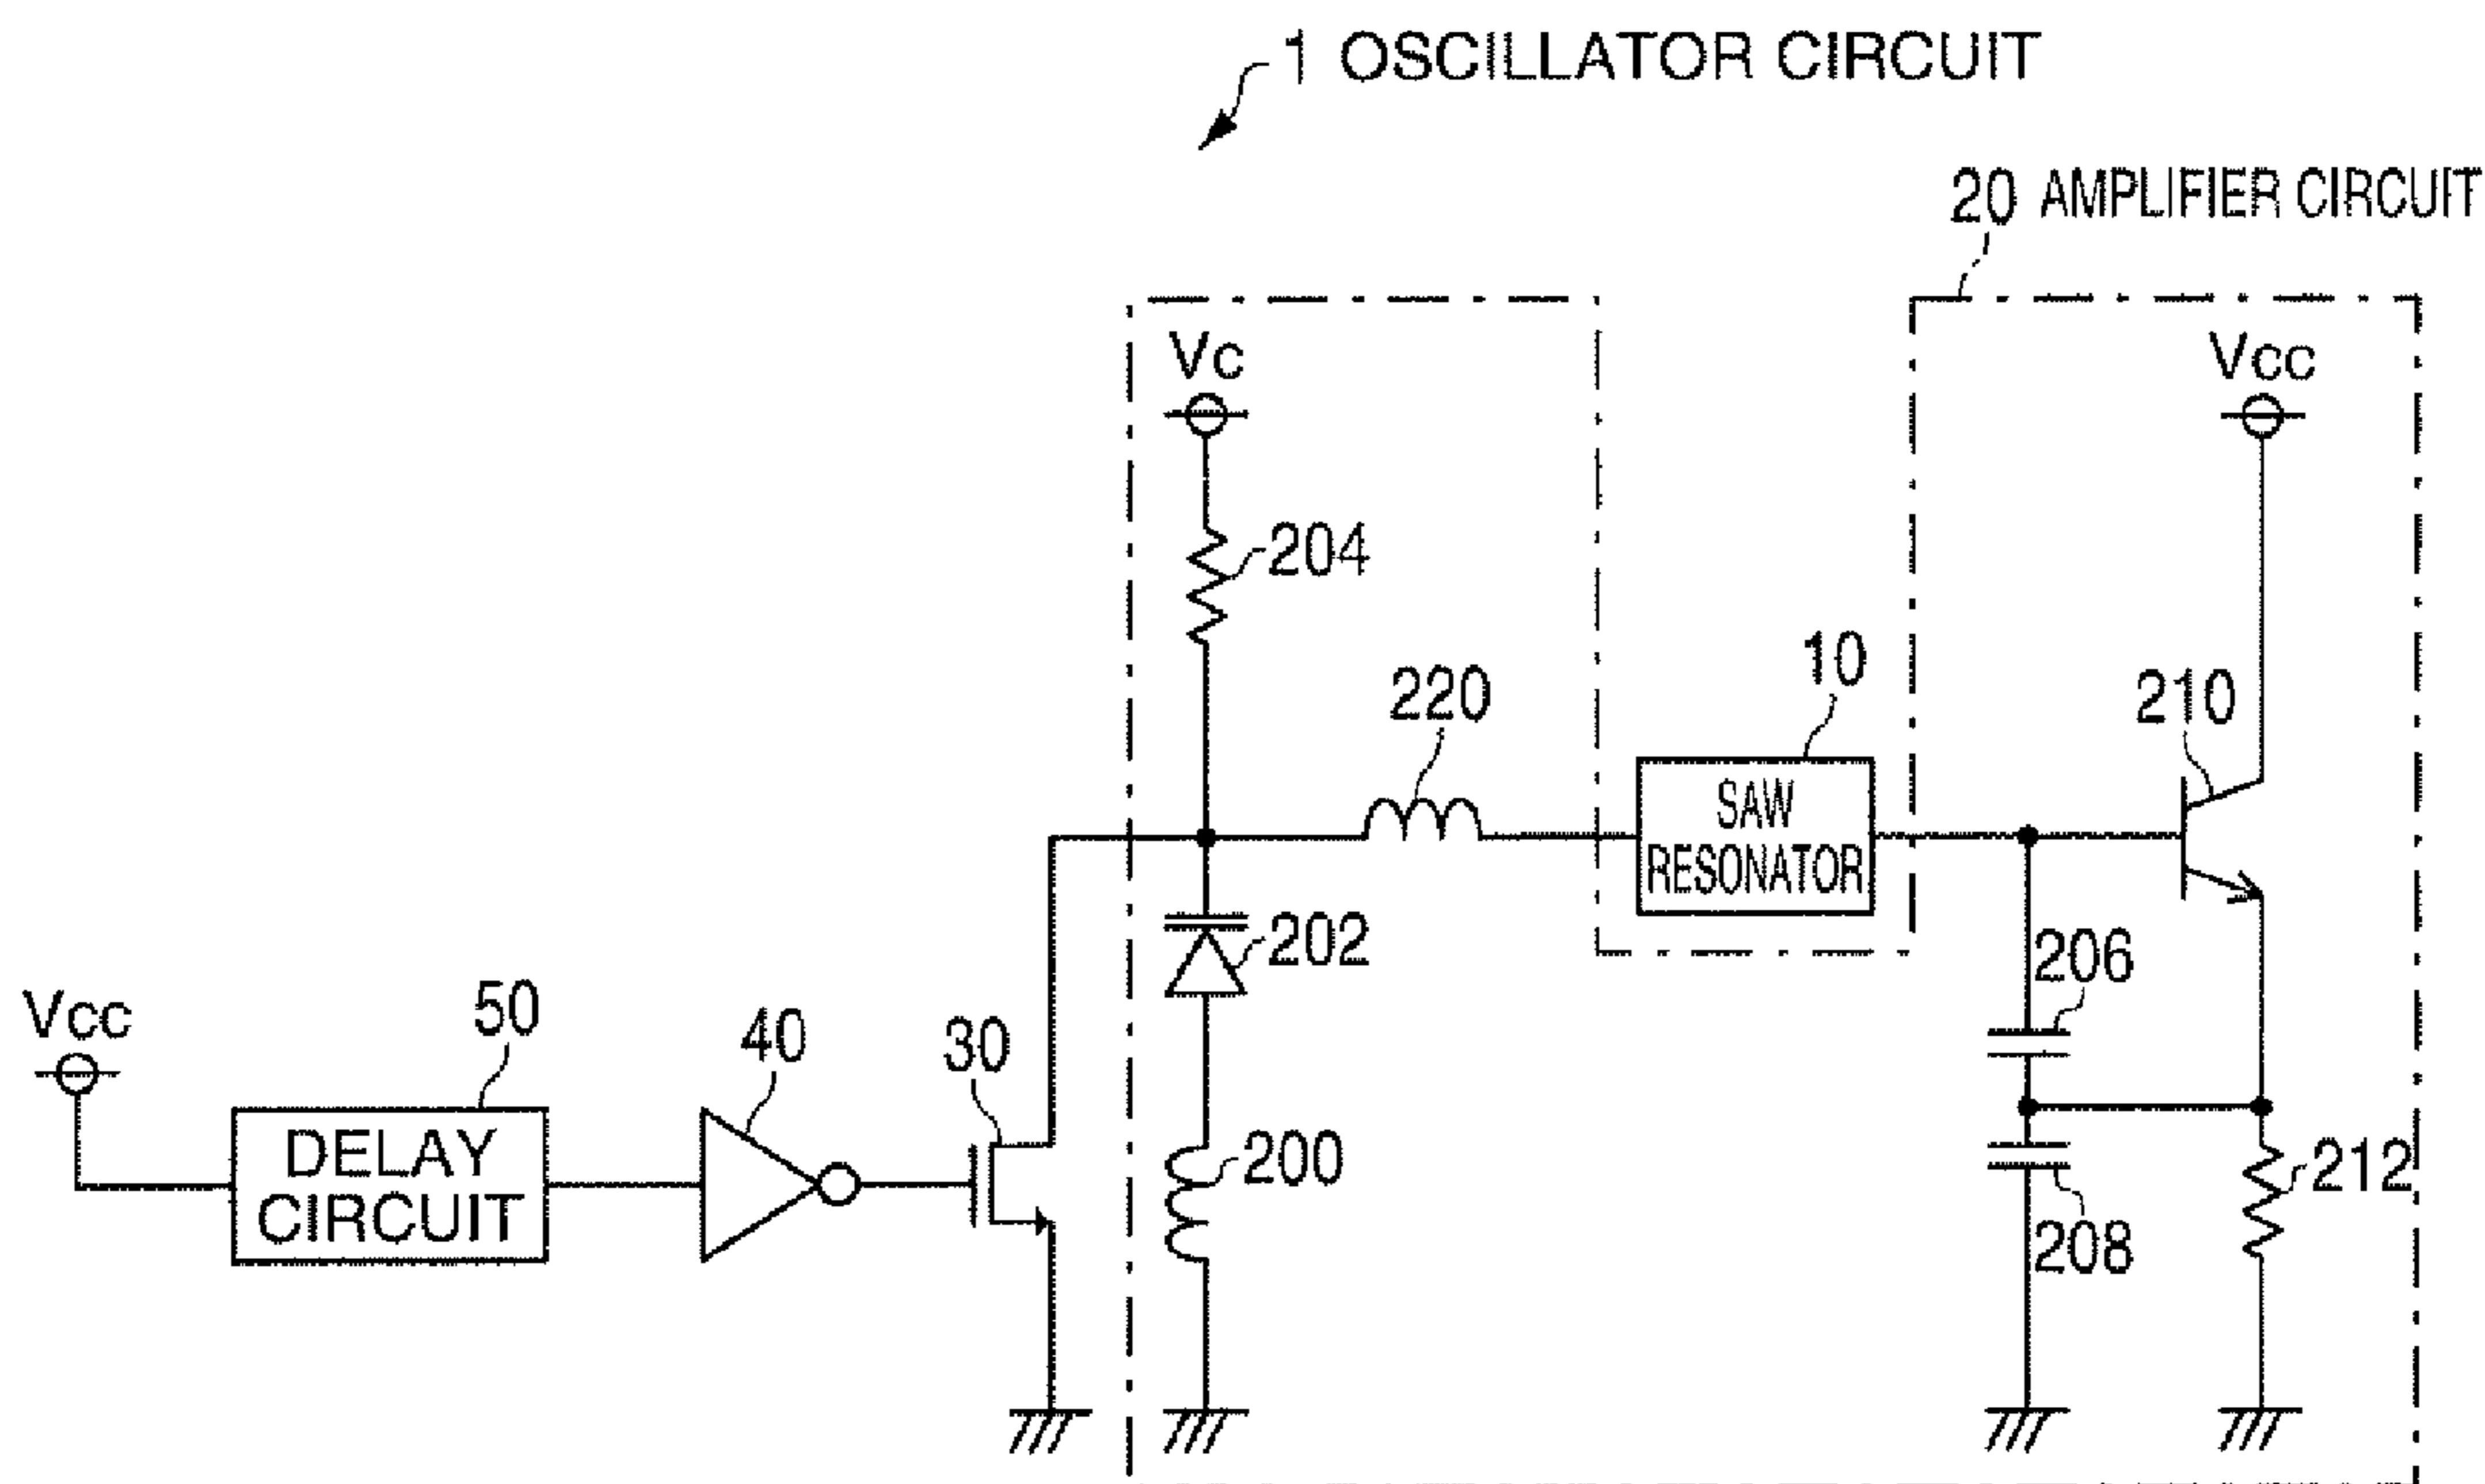 1 OSCILLATOR CIRCUIT
20 AMPLIFIER CIRCUIT
Vc
Vcc
204
10
220
210
SAW
RESONATOR
202
206
Vcc
50
40
30
DELAY
CIRCUIT
200
212
208